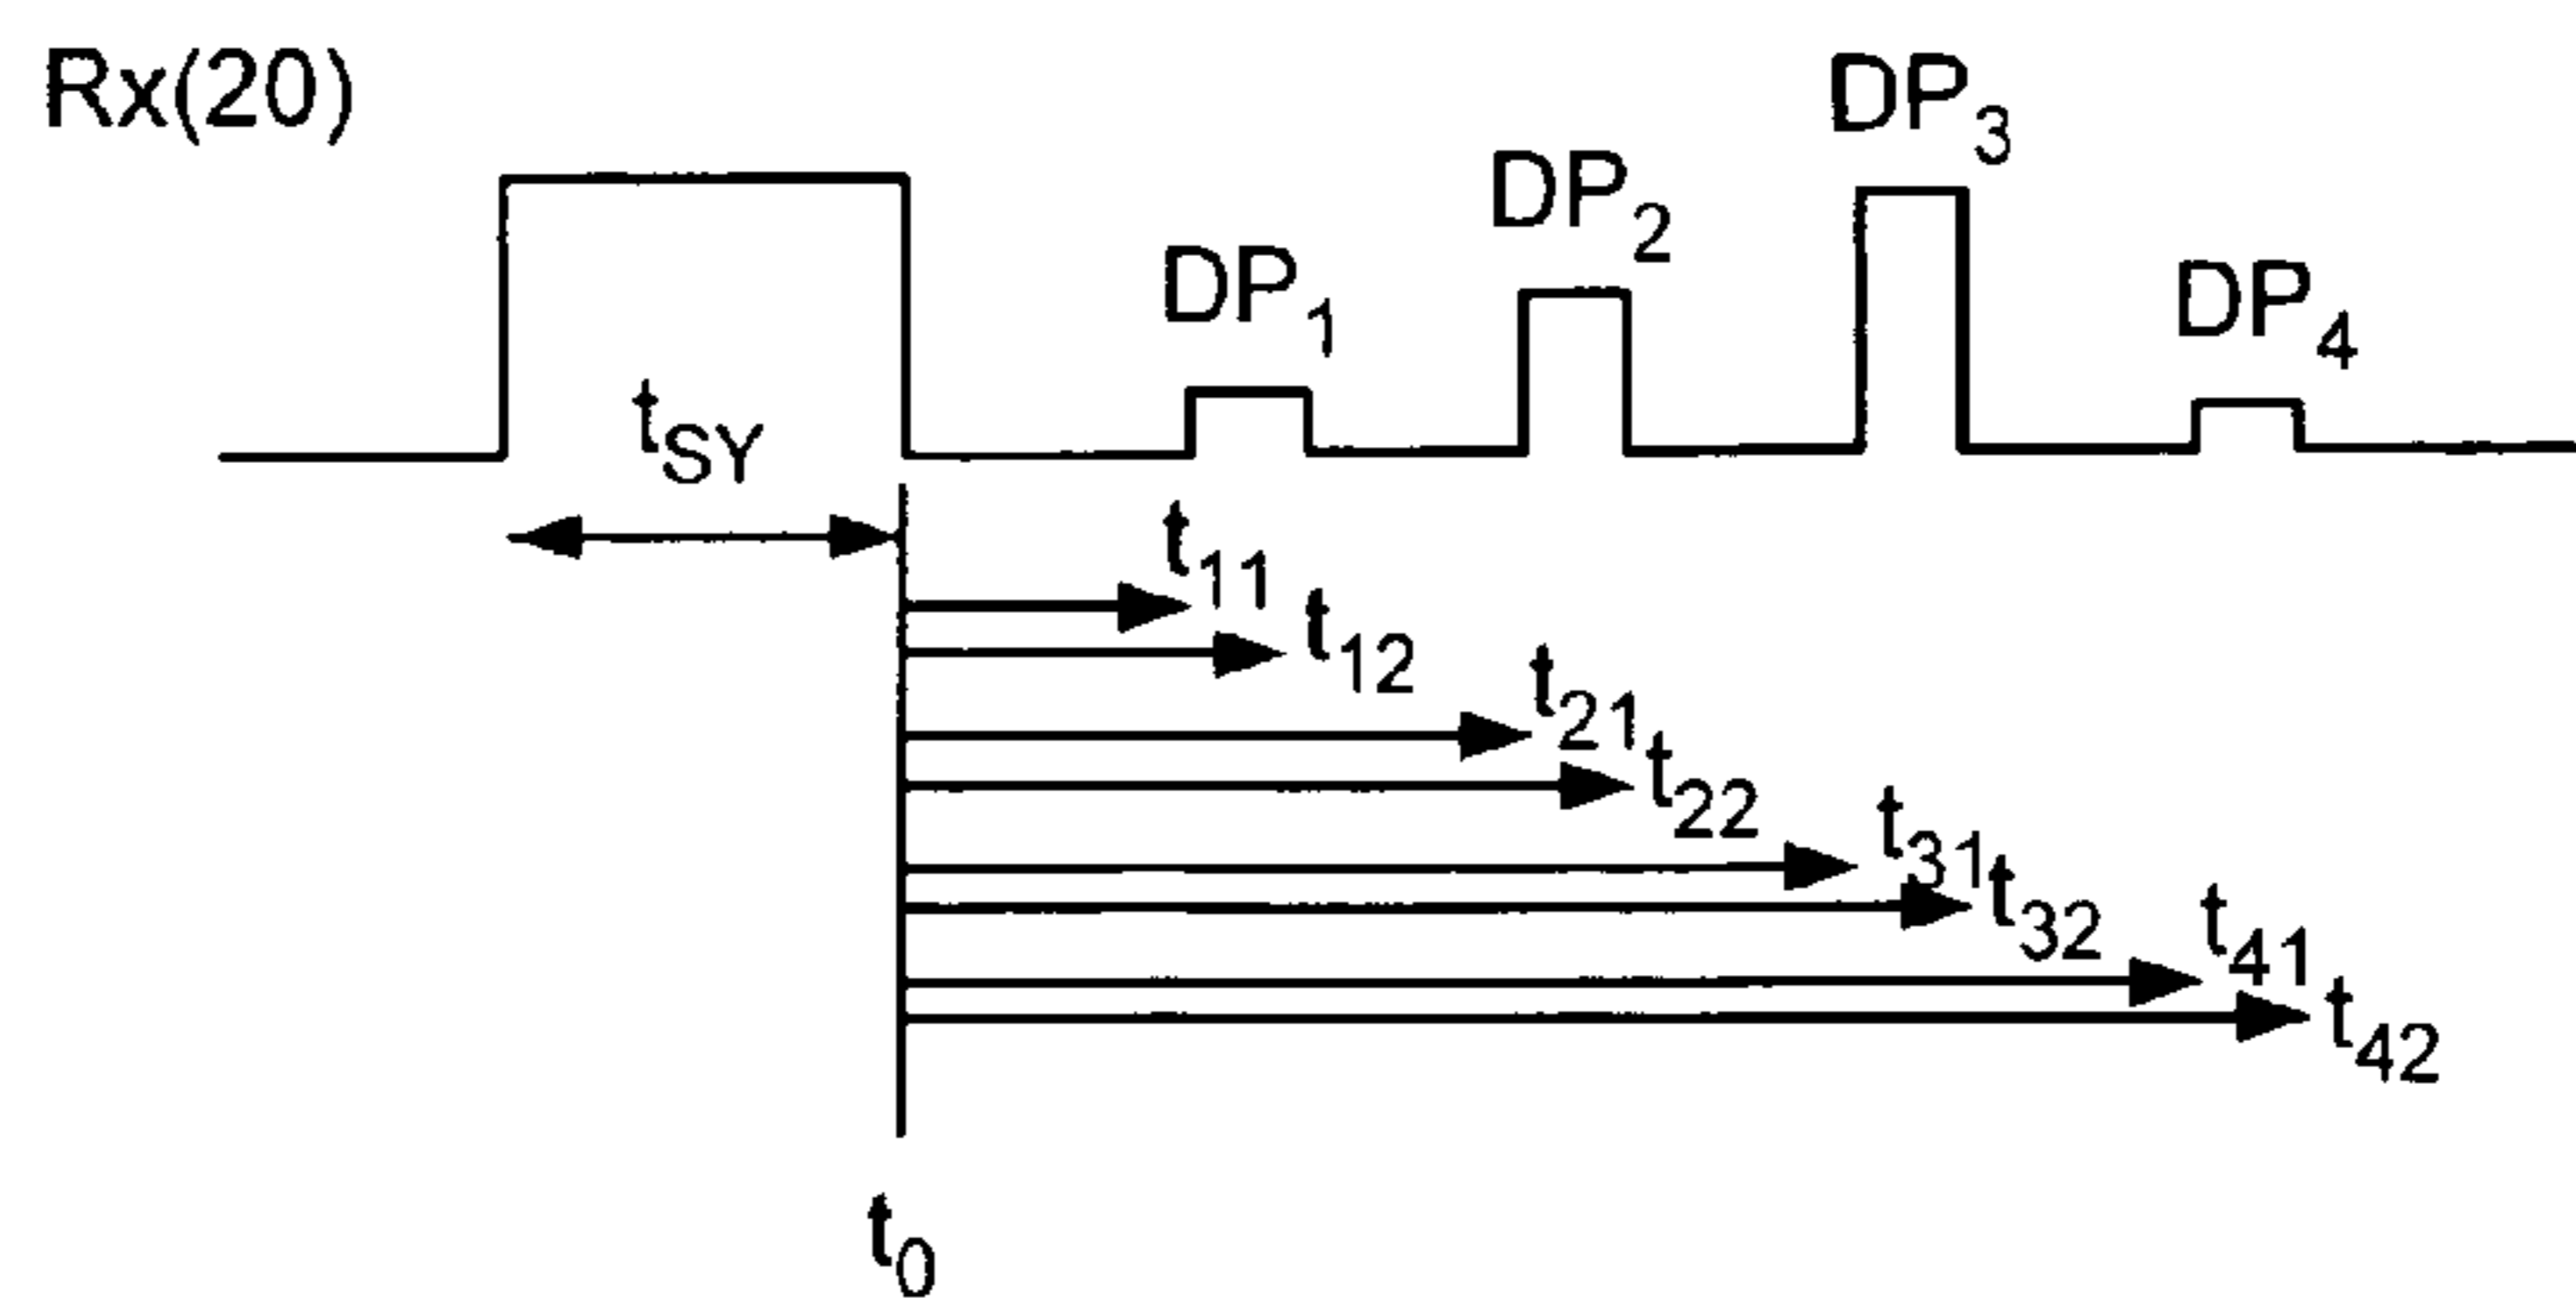 Rx(20)
DP3
DP2
DP1
DP4
tSY
t11
t12
t21
t22
t31
t32
t41
t42
t0